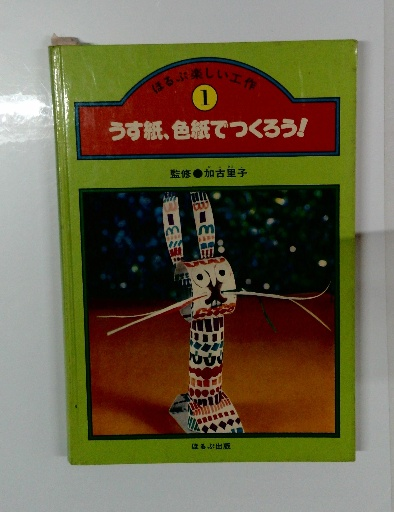 ほるぷ楽しい工作
1
うす紙、色紙でつくろう!
監修●加古里子
ほるぷ出版